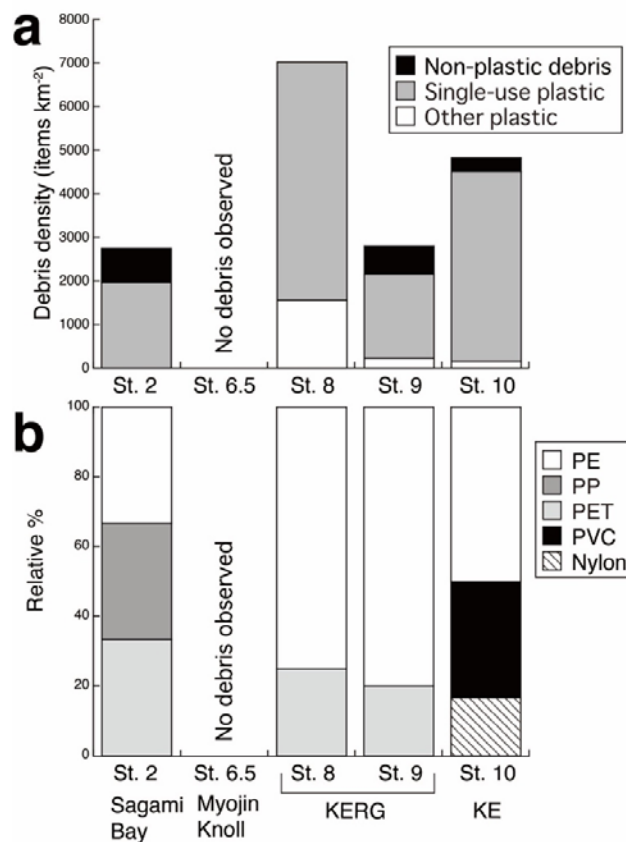 a
8000
7000
6000
5000
4000
3000
2000
1000
0
Debris density (items km-2)
Non-plastic debris
Single-use plastic
Other plastic
No debris observed
St. 2 St. 6.5 St. 8 St. 9 St. 10
b
100
80
60
40
20
0
Relative %
PE
PP
PET
PVC
Nylon
No debris observed
St. 2 St. 6.5 St. 8 St. 9 St. 10
Sagami Myojin KERG KE
Bay Knoll